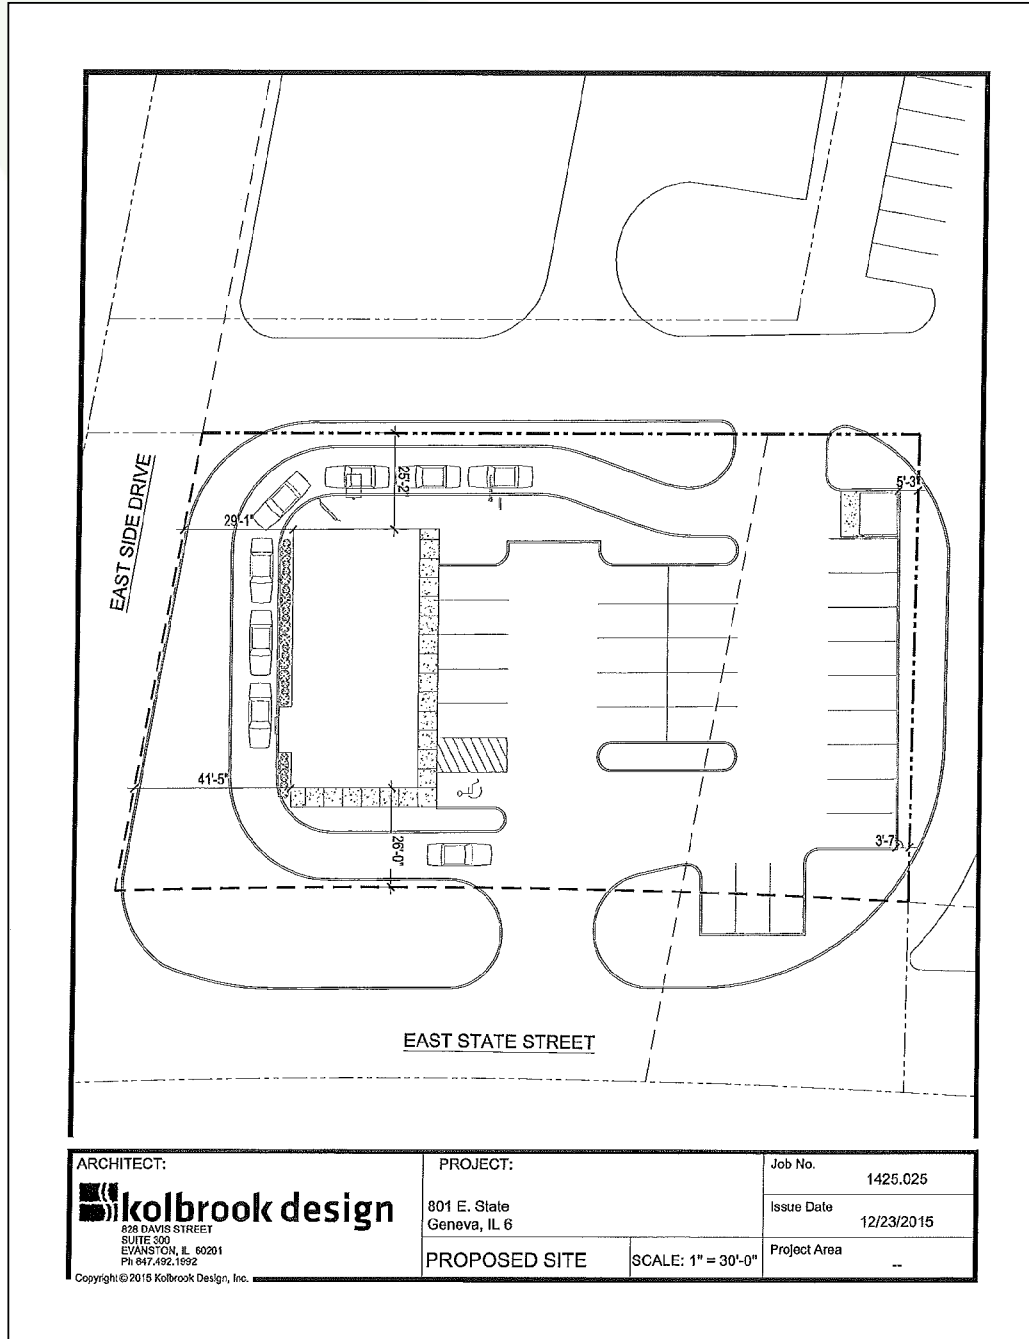 25'-2"
5'-3"
29'-1"
EAST SIDE DRIVE
41'-5"
26'-0"
3'-7"
EAST STATE STREET
ARCHITECT:
kolbrook design
828 DAVIS STREET
SUITE 300
EVANSTON, IL 60201
Ph 847.492.1992
Copyright © 2015 Kolbrook Design, Inc.
PROJECT:
801 E. State
Geneva, IL 6
PROPOSED SITE
SCALE: 1" = 30'-0"
Job No.
1425.025
Issue Date
12/23/2015
Project Area
--